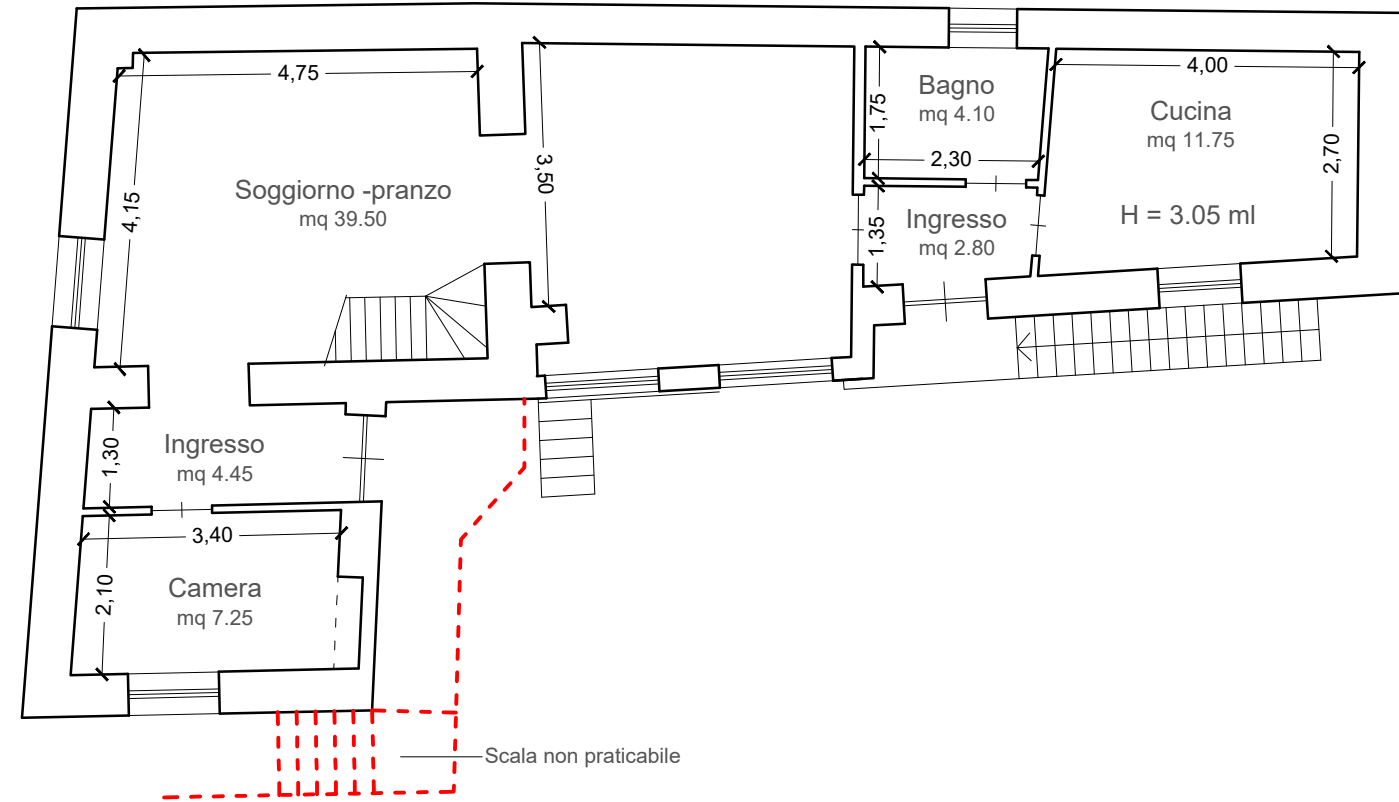 4,75
Bagno
mq 4.10
1,75
2,30
4,00
Cucina
mq 11.75
2,70
H = 3.05 ml
3,50
Soggiorno -pranzo
mq 39.50
4,15
Ingresso
mq 2.80
1,35
Ingresso
mq 4.45
1,30
3,40
Camera
mq 7.25
2,10
Scala non praticabile